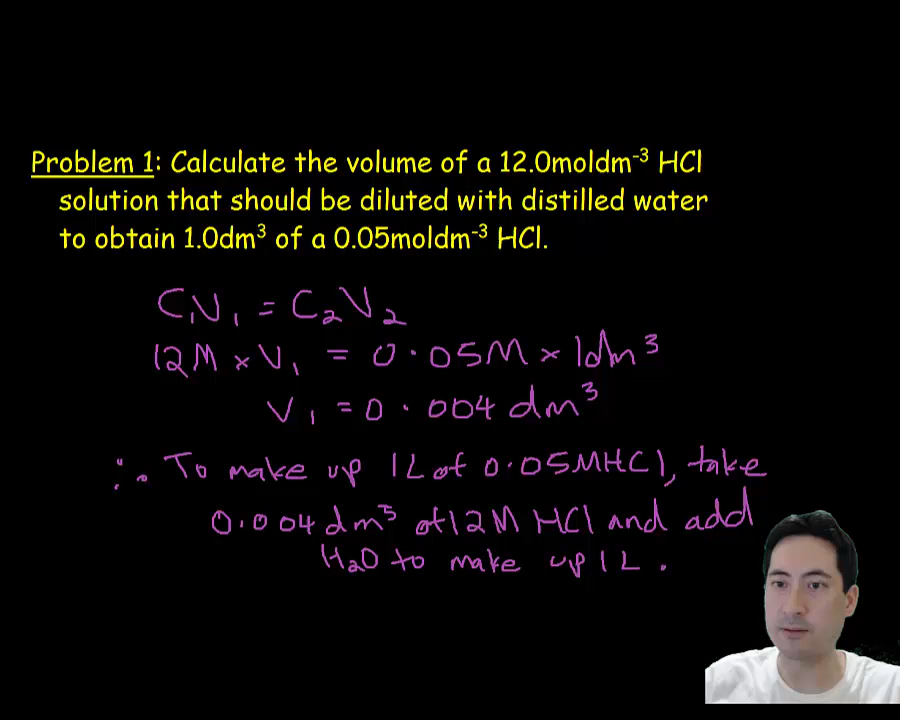 Problem 1: Calculate the volume of a 12.0moldm⁻³ HCl
solution that should be diluted with distilled water
to obtain 1.0dm³ of a 0.05moldm⁻³ HCl.
C₁V₁ = C₂V₂
12M × V₁ = 0.05M × 1dm³
V₁ = 0.004 dm³
∴ To make up 1L of 0.05MHCl, take
0.004 dm³ of 12M HCl and add
H₂O to make up 1L.